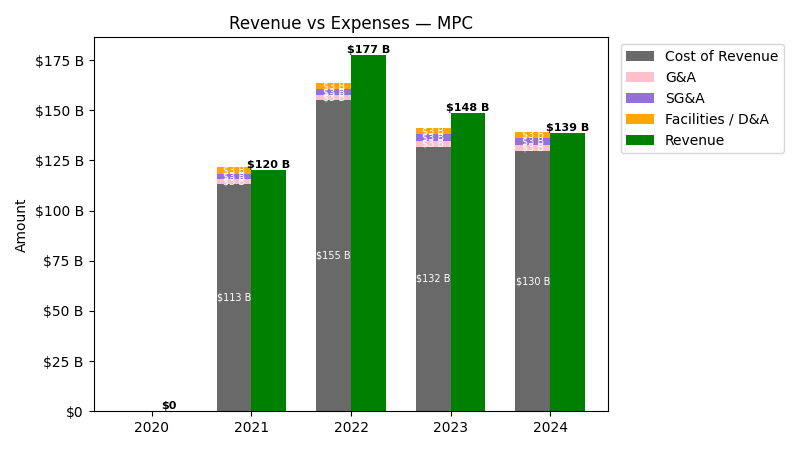 Revenue vs Expenses — MPC
Cost of Revenue
G&A
SG&A
Facilities / D&A
Revenue
Amount
$175 B
$150 B
$125 B
$100 B
$75 B
$50 B
$25 B
$0
$0
$113 B
$120 B
$155 B
$177 B
$132 B
$148 B
$130 B
$139 B
2020
2021
2022
2023
2024